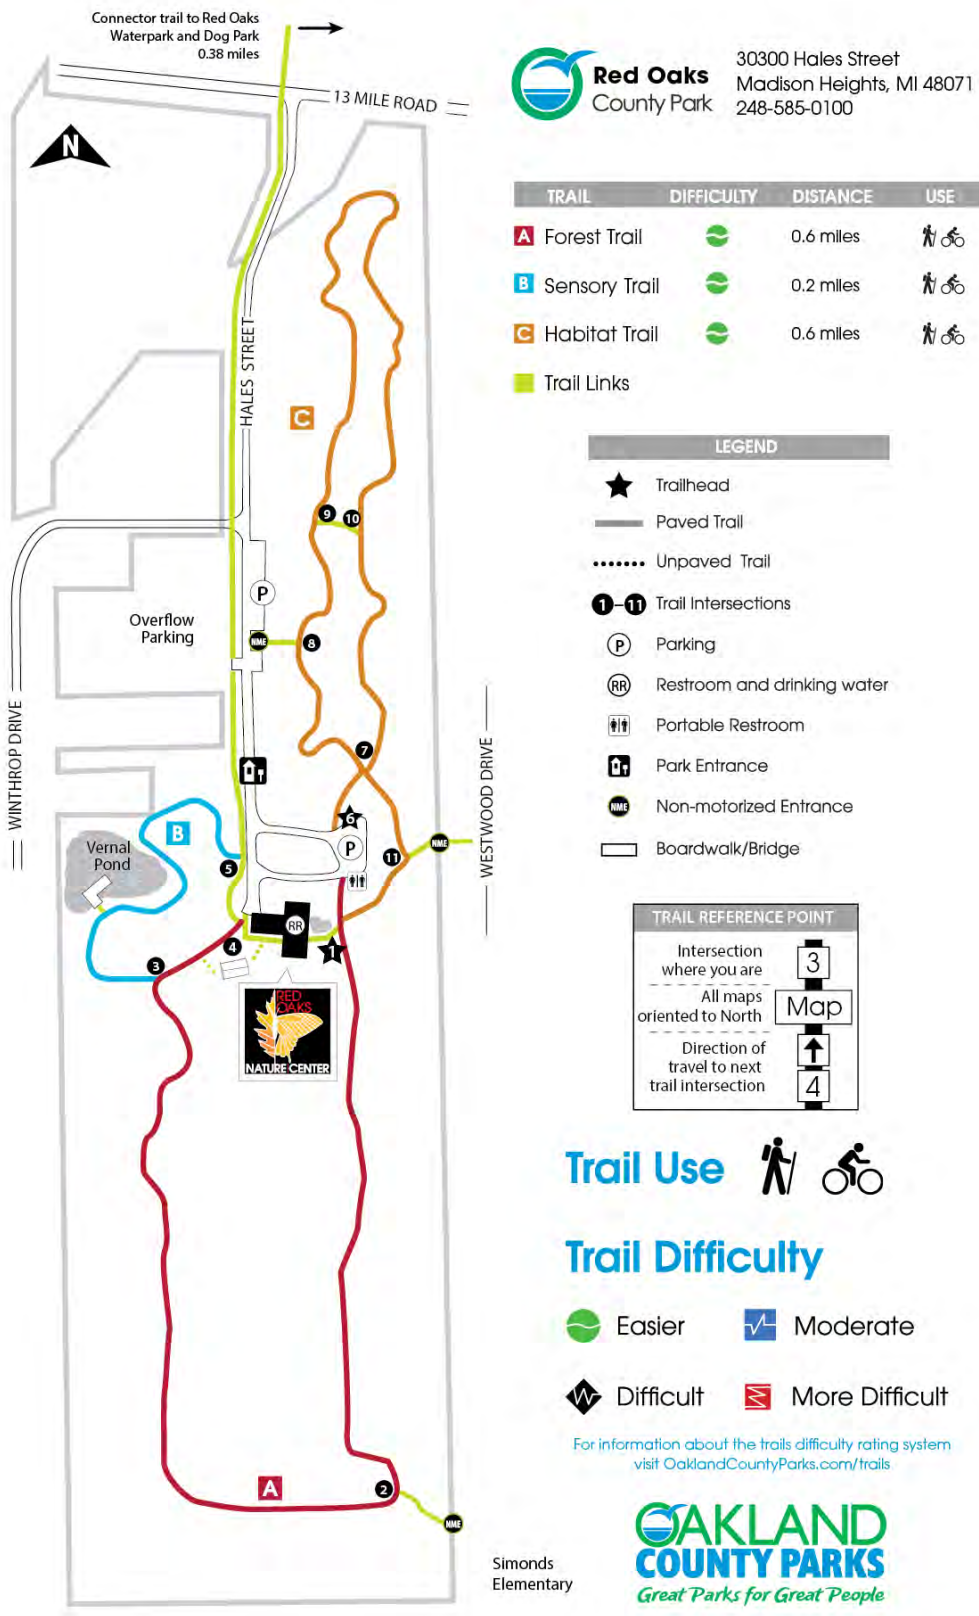 Connector trail to Red Oaks
Waterpark and Dog Park
0.38 miles
13 MILE ROAD
N
Red Oaks
County Park
30300 Hales Street
Madison Heights, MI 48071
248-585-0100
TRAIL DIFFICULTY DISTANCE USE
A Forest Trail 0.6 miles
B Sensory Trail 0.2 miles
C Habitat Trail 0.6 miles
Trail Links
LEGEND
Trailhead
Paved Trail
Unpaved Trail
1-11 Trail Intersections
P Parking
RR Restroom and drinking water
Portable Restroom
Park Entrance
NME Non-motorized Entrance
Boardwalk/Bridge
HALES STREET
C
9
10
P
Overflow
Parking
NME
8
WINTHROP DRIVE
WESTWOOD DRIVE
7
6
B
Vernal
Pond
P
NME
11
5
RR
4
1
3
RED
OAKS
NATURE CENTER
TRAIL REFERENCE POINT
Intersection
where you are
3
All maps
oriented to North
Map
Direction of
travel to next
trail intersection
4
Trail Use
Trail Difficulty
Easier
Moderate
Difficult
More Difficult
For information about the trails difficulty rating system
visit OaklandCountyParks.com/trails
A
2
NME
Simonds
Elementary
OAKLAND
COUNTY PARKS
Great Parks for Great People